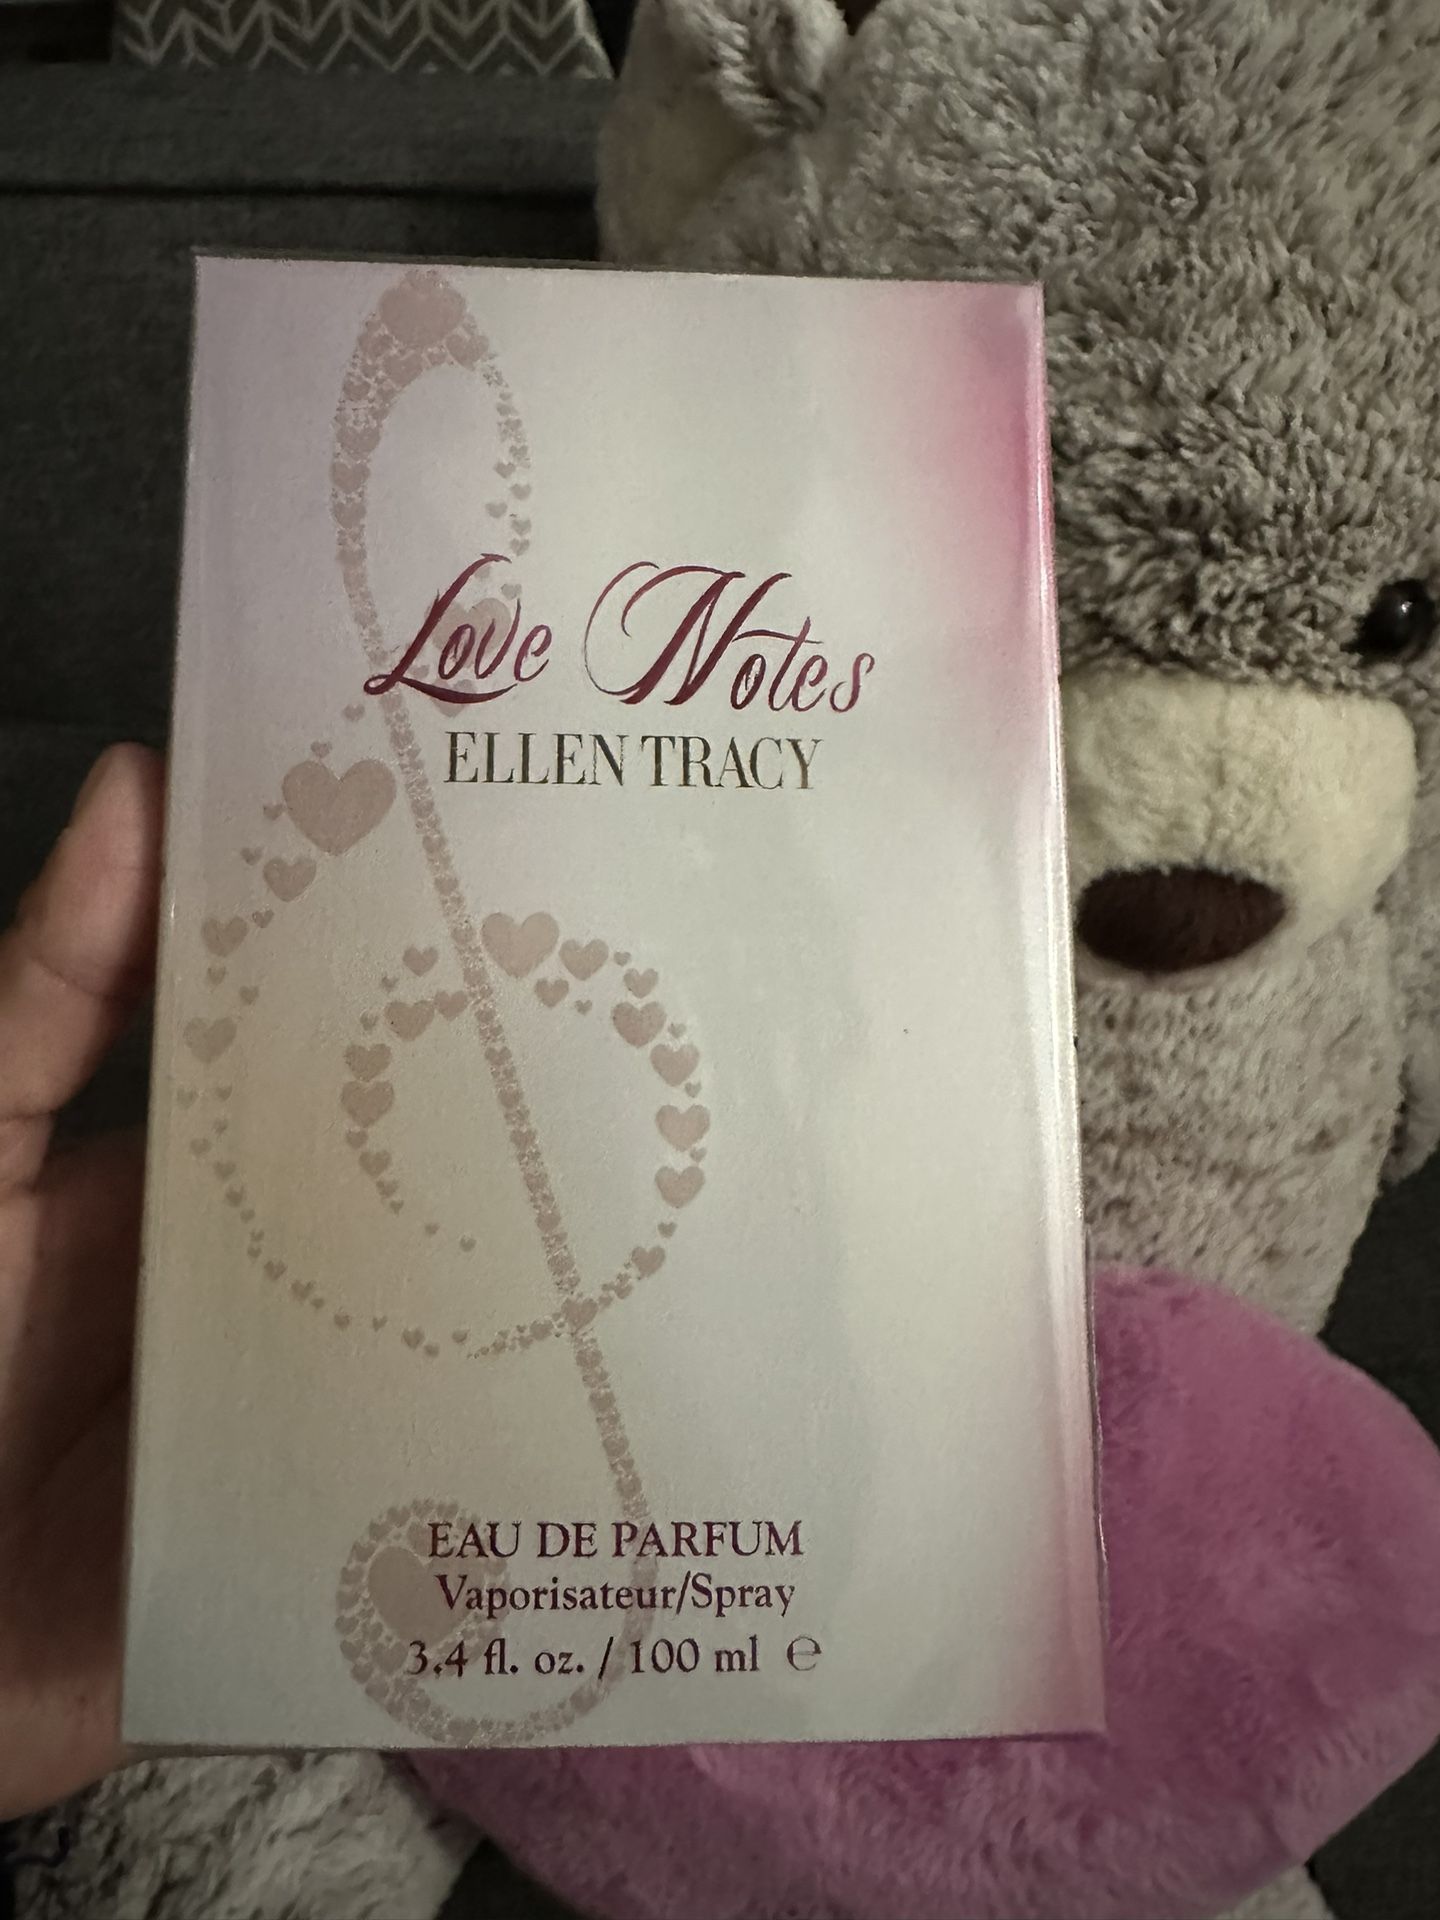 Love Notes
ELLEN TRACY
EAU DE PARFUM
Vaporisateur/Spray
3.4 fl. oz. / 100 ml ℮